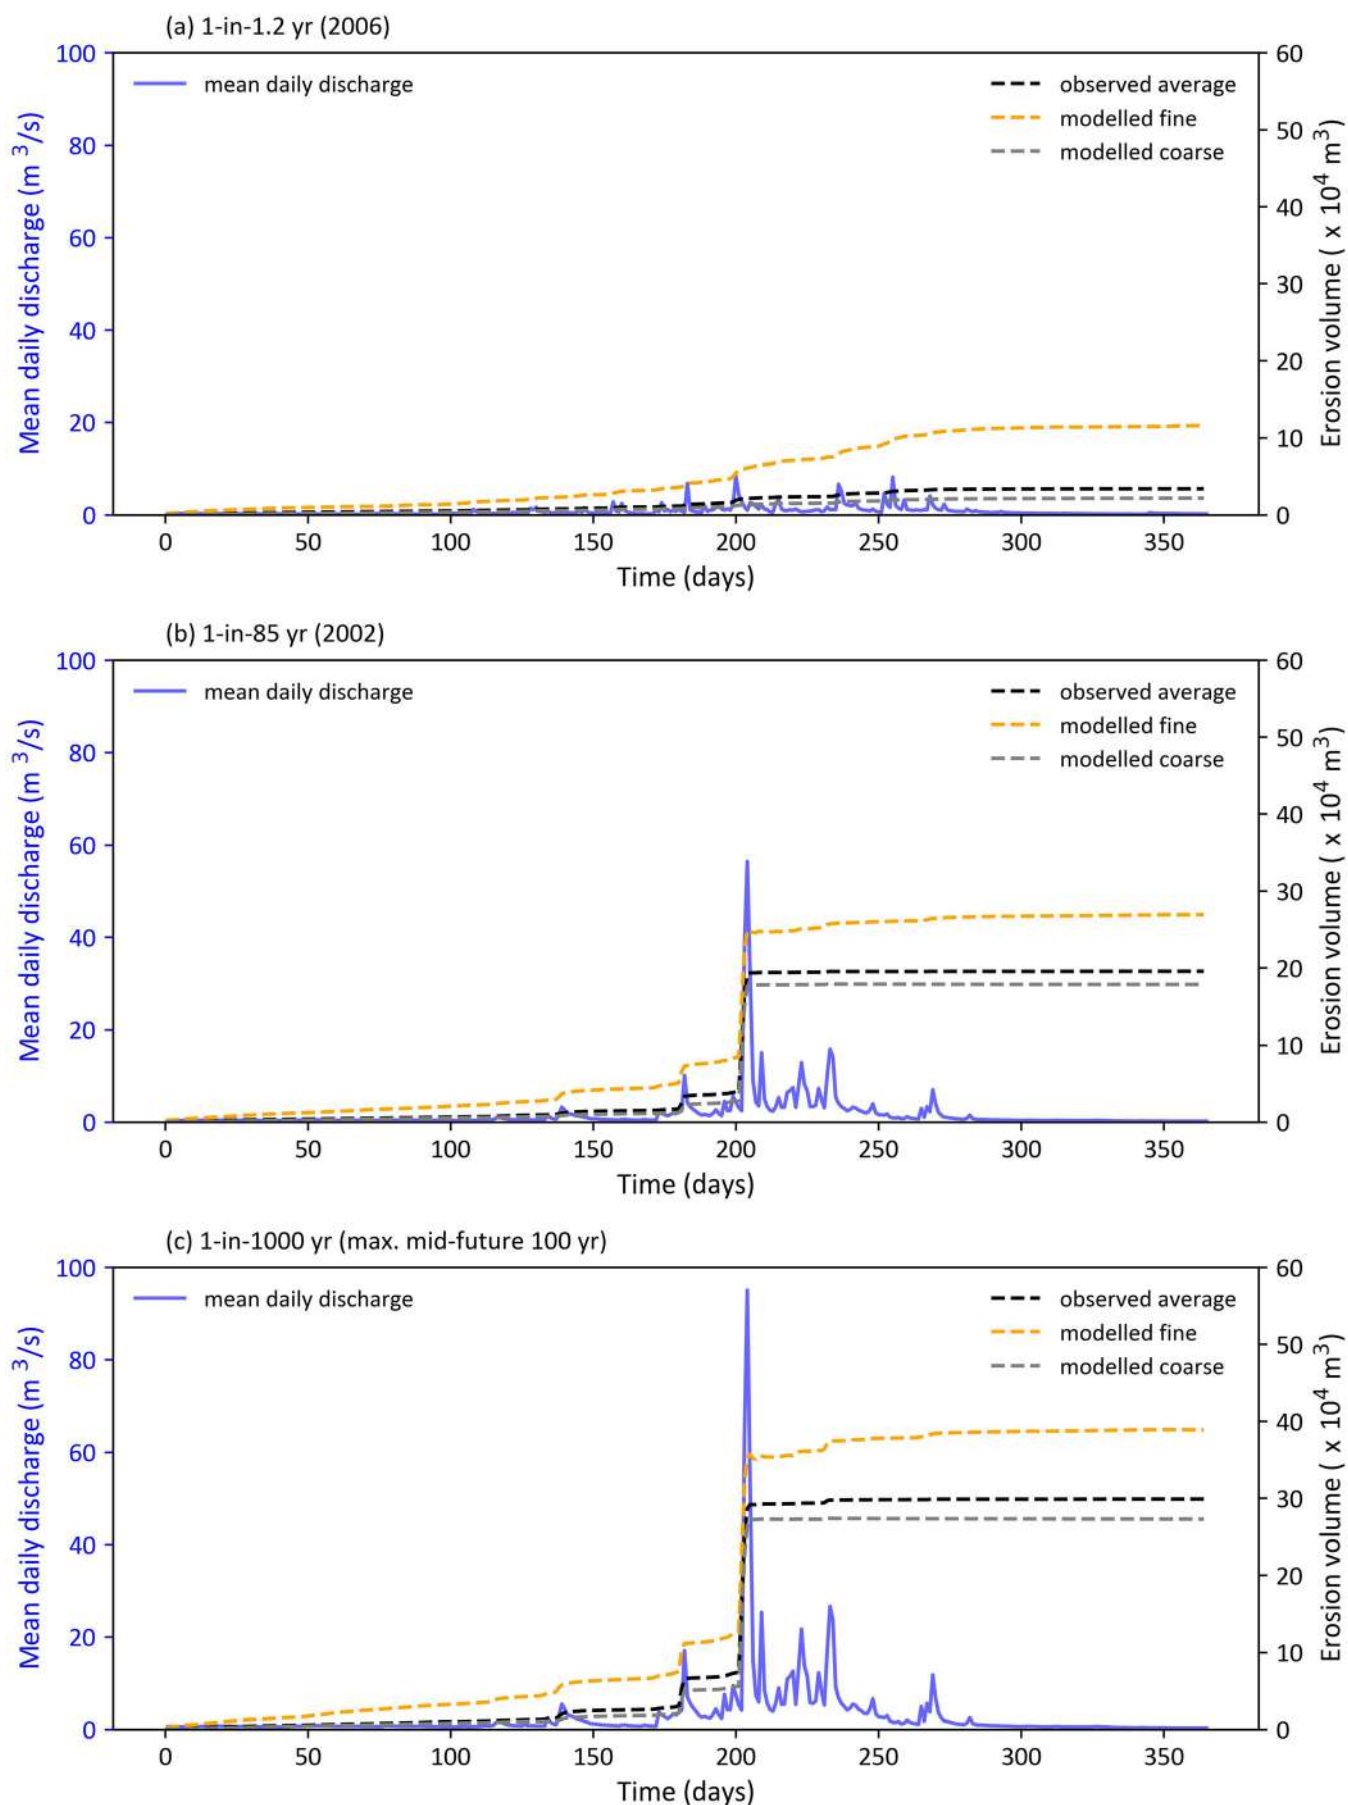 (a) 1-in-1.2 yr (2006)
Mean daily discharge (m ³/s)
100
80
60
40
20
0
mean daily discharge
observed average
modelled fine
modelled coarse
60
50
40
30
20
10
0
Erosion volume ( x 10⁴ m³)
0 50 100 150 200 250 300 350
Time (days)
(b) 1-in-85 yr (2002)
Mean daily discharge (m ³/s)
100
80
60
40
20
0
mean daily discharge
observed average
modelled fine
modelled coarse
60
50
40
30
20
10
0
Erosion volume ( x 10⁴ m³)
0 50 100 150 200 250 300 350
Time (days)
(c) 1-in-1000 yr (max. mid-future 100 yr)
Mean daily discharge (m ³/s)
100
80
60
40
20
0
mean daily discharge
observed average
modelled fine
modelled coarse
60
50
40
30
20
10
0
Erosion volume ( x 10⁴ m³)
0 50 100 150 200 250 300 350
Time (days)